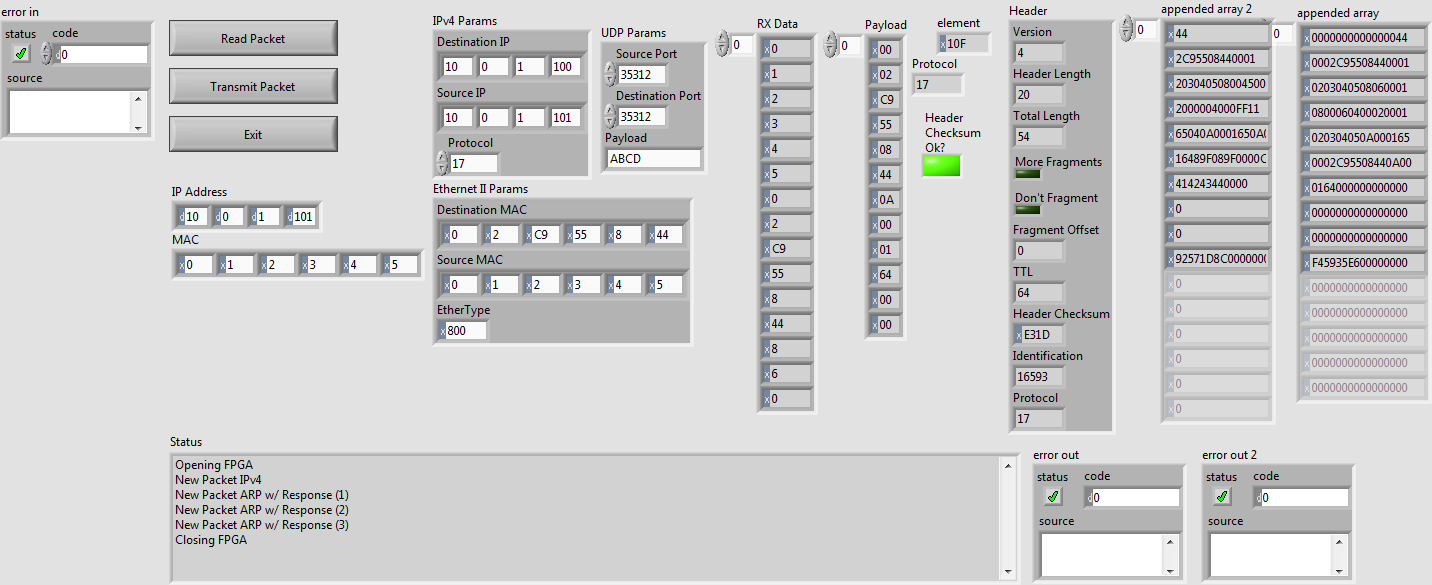 error in
status code
0
source
Read Packet
Transmit Packet
Exit
IP Address
d10 d0 d1 d101
MAC
x0 x1 x2 x3 x4 x5
IPv4 Params
Destination IP
10 0 1 100
Source IP
10 0 1 101
Protocol
17
Ethernet II Params
Destination MAC
x0 x2 xC9 x55 x8 x44
Source MAC
x0 x1 x2 x3 x4 x5
EtherType
x800
UDP Params
Source Port
35312
Destination Port
35312
Payload
ABCD
RX Data
0
x0
x1
x2
x3
x4
x5
x0
x2
xC9
x55
x8
x44
x8
x6
x0
Payload
0
x00
x02
xC9
x55
x08
x44
x0A
x00
x01
x64
x00
x00
element
x10F
Protocol
17
Header
Checksum
Ok?
Header
Version
4
Header Length
20
Total Length
54
More Fragments
Don't Fragment
Fragment Offset
0
TTL
64
Header Checksum
xE31D
Identification
16593
Protocol
17
appended array 2
0
x44
x2C95508440001
x203040508004500
x2000004000FF11
x65040A0001650A0
x16489F089F0000C
x414243440000
x0
x0
x92571D8C0000000
x0
x0
x0
x0
x0
x0
appended array
0
x0000000000000044
x0002C95508440001
x0203040508060001
x0800060400020001
x020304050A000165
x0002C95508440A00
x0164000000000000
x0000000000000000
x0000000000000000
xF45935E600000000
x0000000000000000
x0000000000000000
x0000000000000000
x0000000000000000
x0000000000000000
Status
Opening FPGA
New Packet IPv4
New Packet ARP w/ Response (1)
New Packet ARP w/ Response (2)
New Packet ARP w/ Response (3)
Closing FPGA
error out
status code
d0
source
error out 2
status code
d0
source